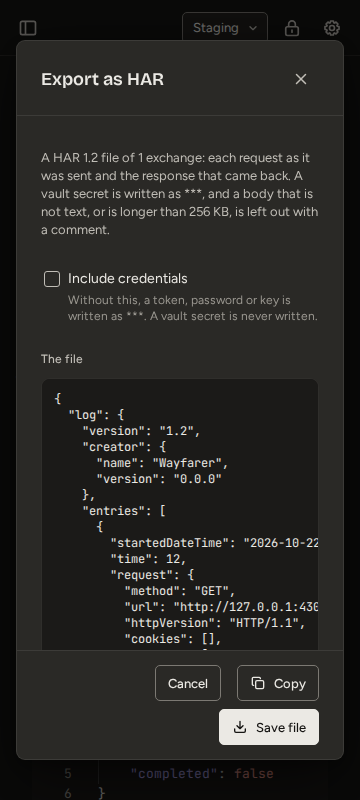 Staging
Export as HAR
A HAR 1.2 file of 1 exchange: each request as it
was sent and the response that came back. A
vault secret is written as ***, and a body that is
not text, or is longer than 256 KB, is left out with
a comment.
Include credentials
Without this, a token, password or key is
written as ***. A vault secret is never written.
The file
{
"log": {
"version": "1.2",
"creator": {
"name": "Wayfarer",
"version": "0.0.0"
},
"entries": [
{
"startedDateTime": "2026-10-22
"time": 12,
"request": {
"method": "GET",
"url": "http://127.0.0.1:430
"httpVersion": "HTTP/1.1",
"cookies": [],
Cancel
Copy
Save file
5 "completed": false
6 }